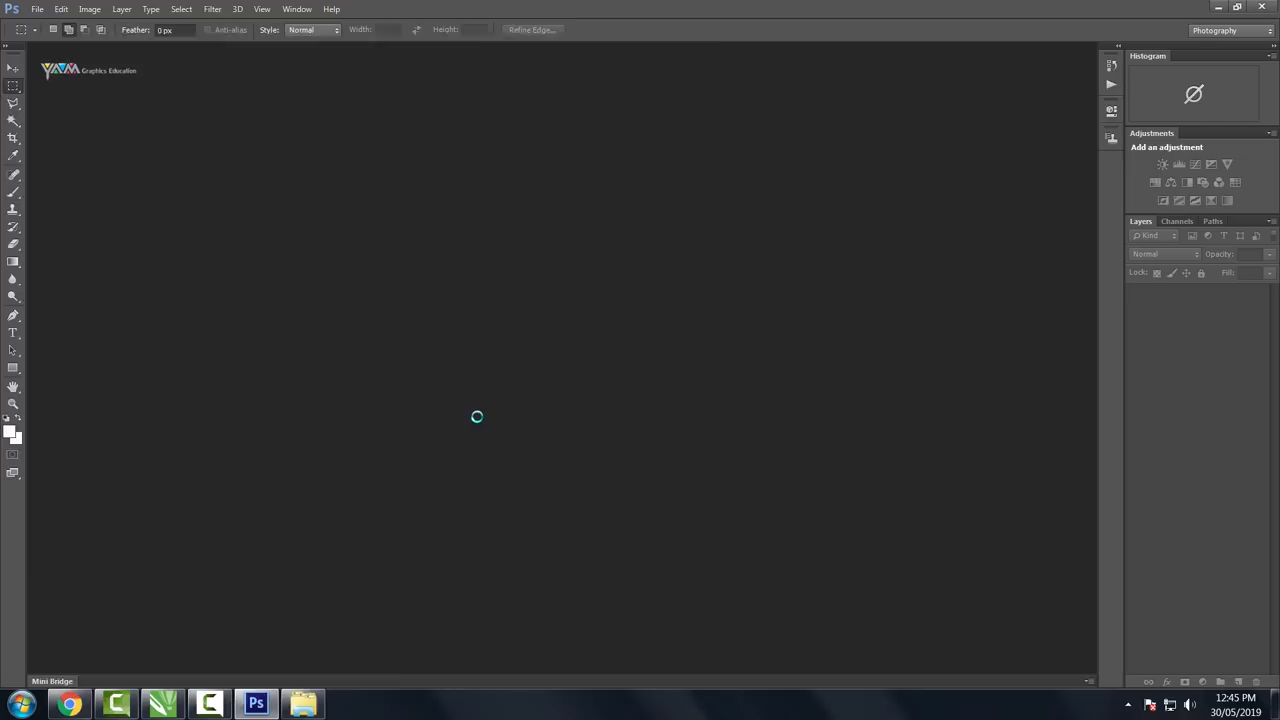 Ps File Edit Image Layer Type Select Filter 3D View Window Help
Feather: 0 px Anti-alias Style: Normal Width: Height: Refine Edge... Photography
YAM Graphics Education
Histogram
Adjustments
Add an adjustment
Layers Channels Paths
Kind
Normal Opacity:
Lock: Fill:
Mini Bridge
Ps
12:45 PM
30/05/2019